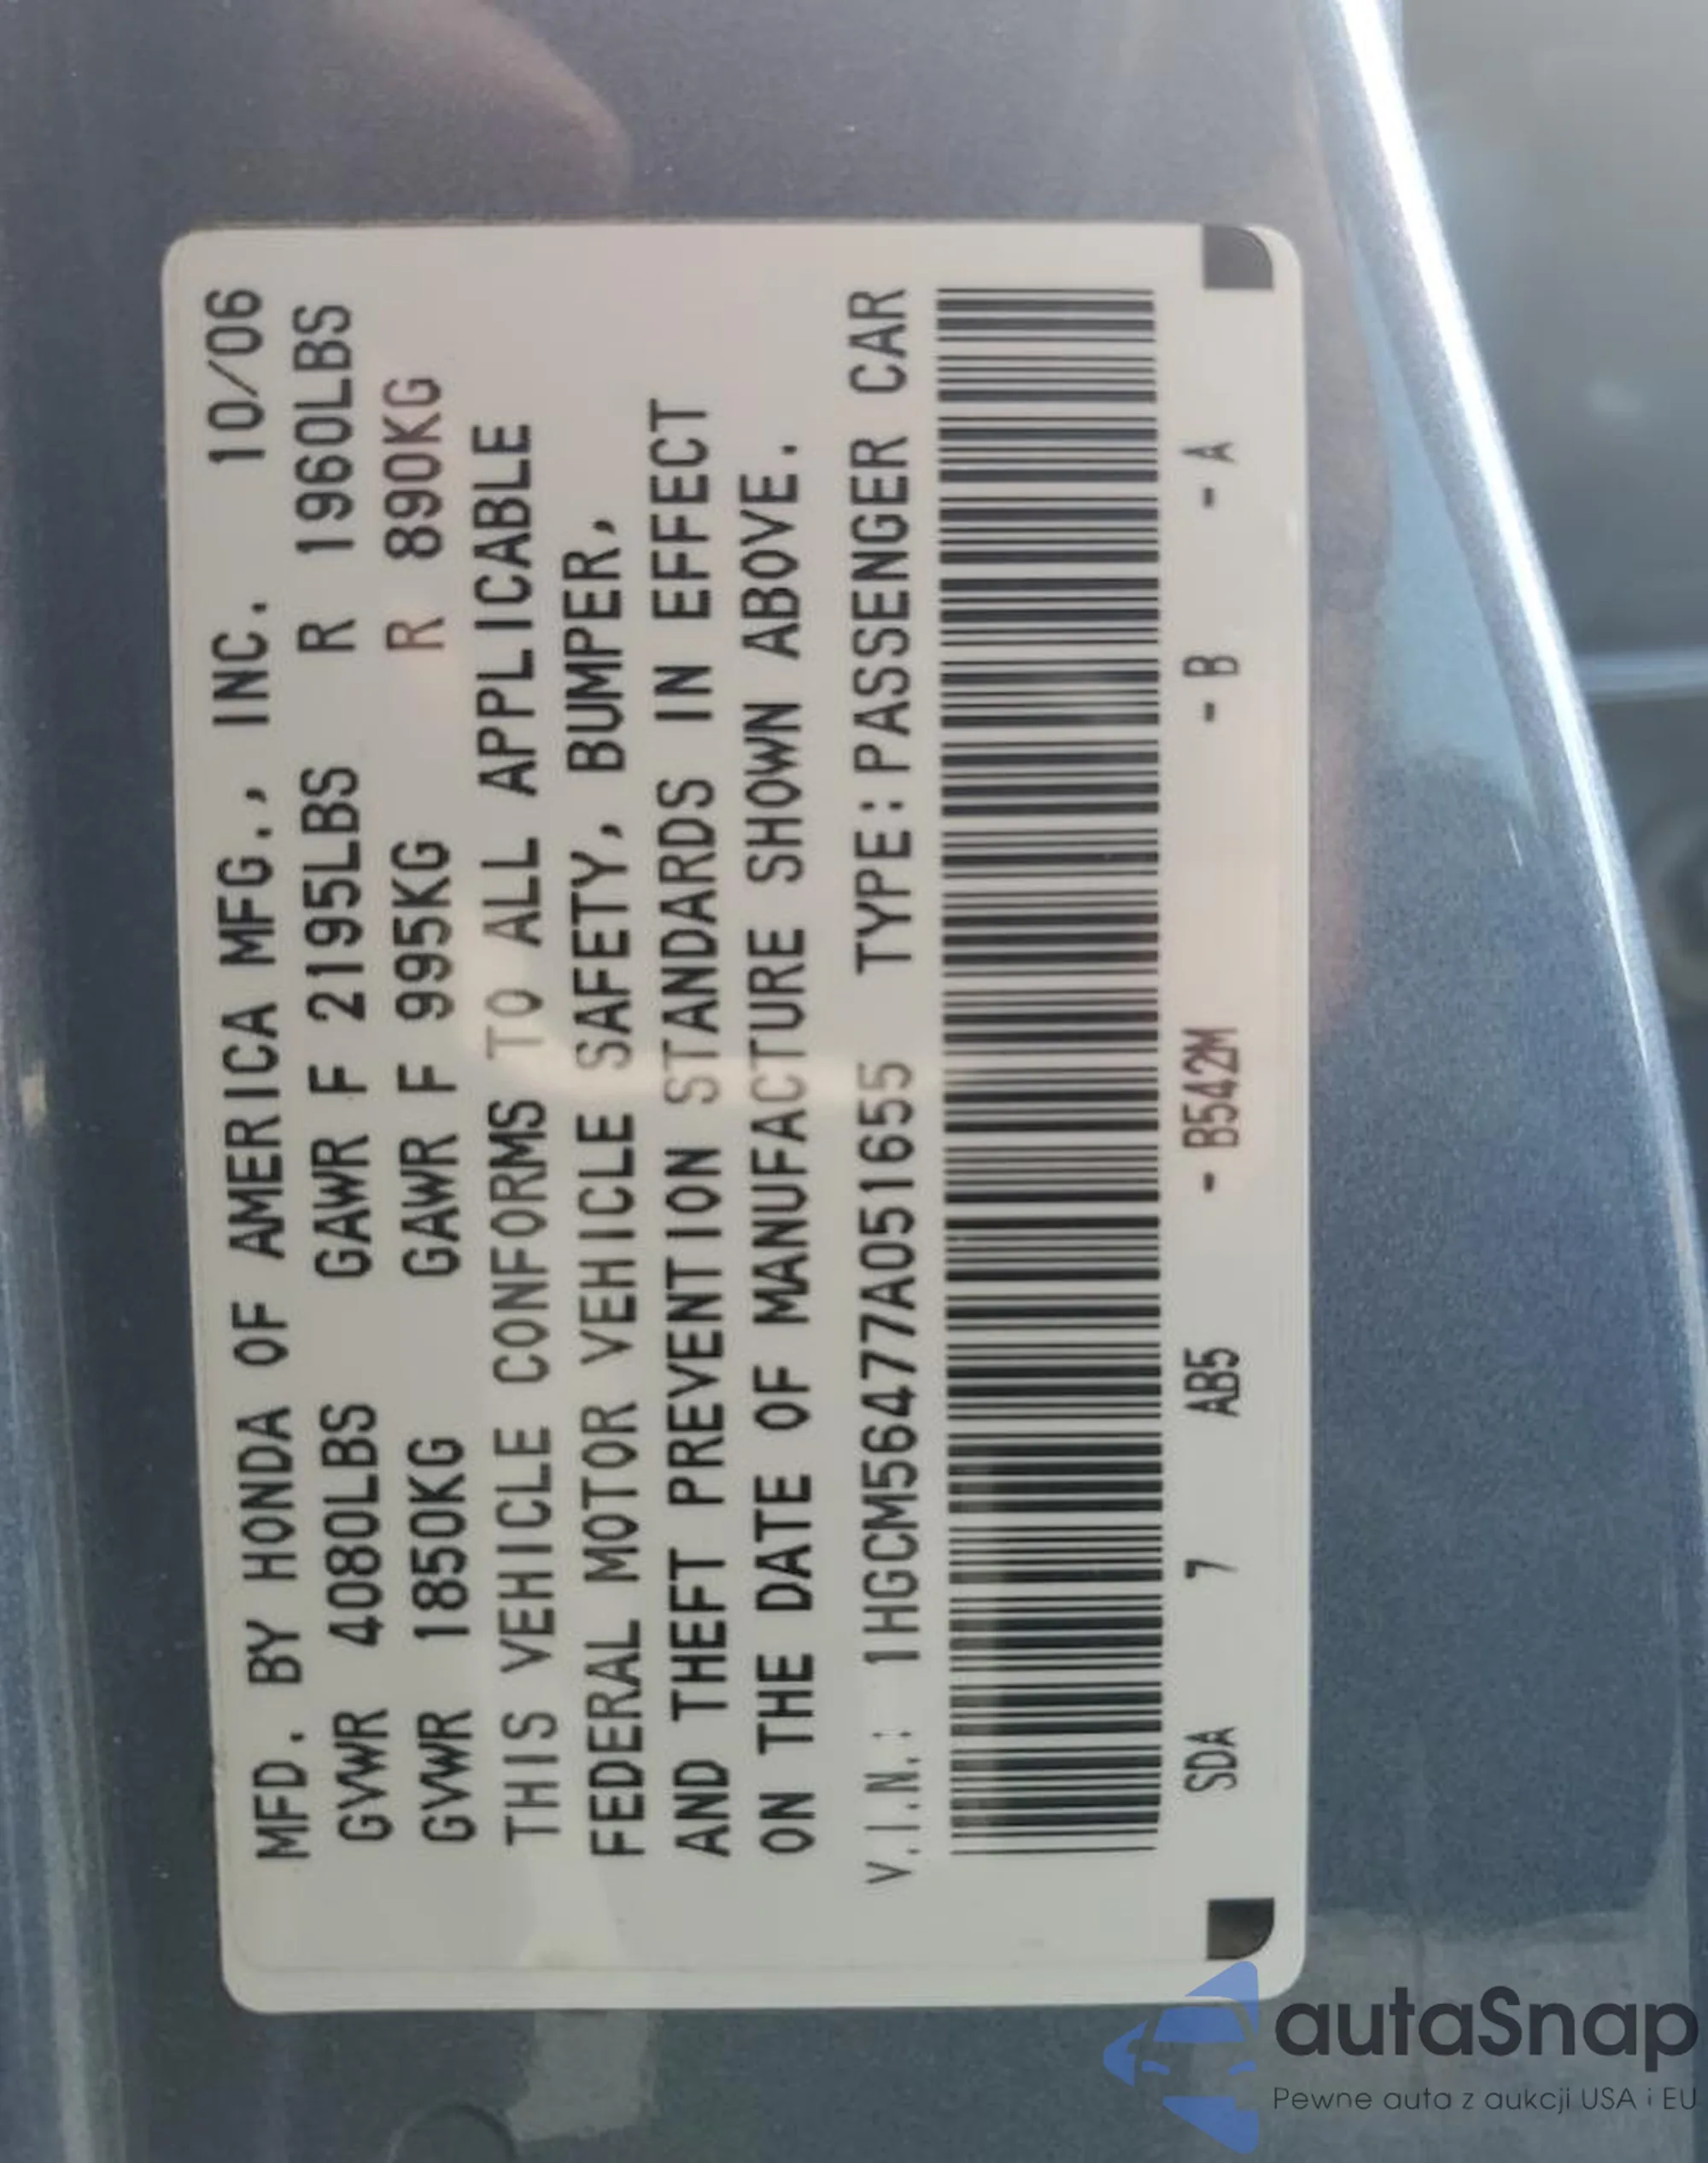 MFD. BY HONDA OF AMERICA MFG., INC. 10/06
GVWR 4080LBS GAWR F 2195LBS R 1960LBS
GVWR 1850KG GAWR F 995KG R 890KG
THIS VEHICLE CONFORMS TO ALL APPLICABLE
FEDERAL MOTOR VEHICLE SAFETY, BUMPER,
AND THEFT PREVENTION STANDARDS IN EFFECT
ON THE DATE OF MANUFACTURE SHOWN ABOVE.
V.I.N.: 1HGCM56477A051655 TYPE: PASSENGER CAR
SDA 7 AB5 - B542M - B - A
autaSnap
Pewne auta z aukcji USA i EU